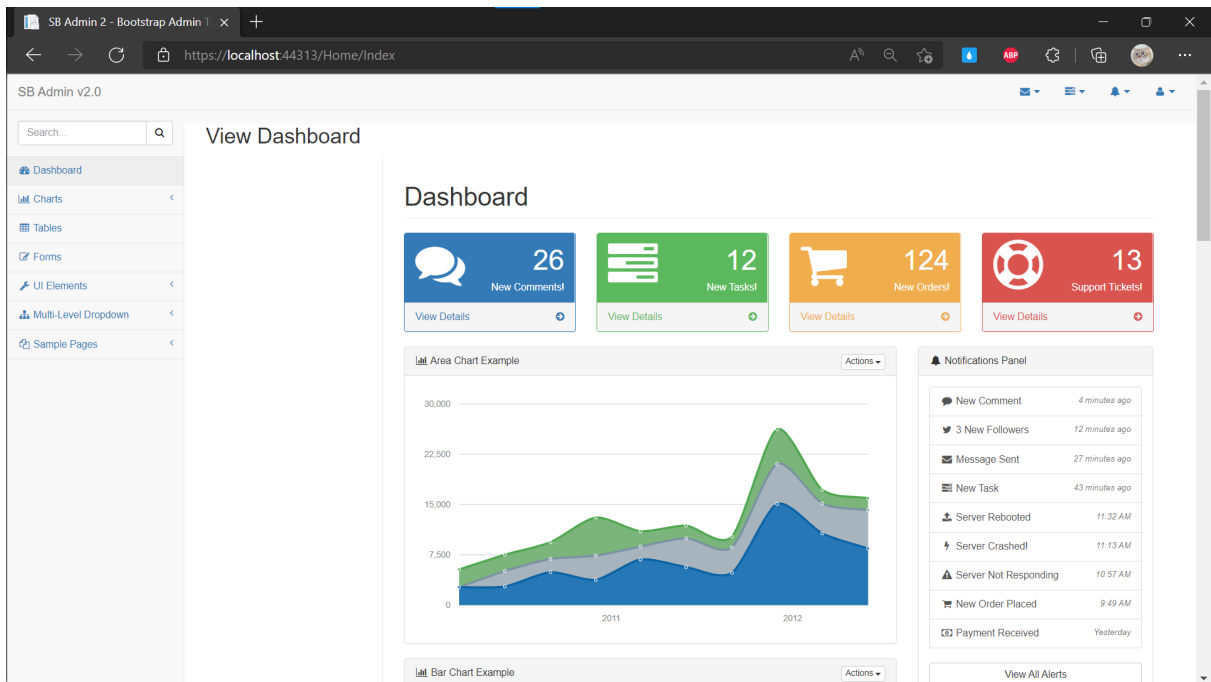 SB Admin 2 - Bootstrap Admin T
https://localhost:44313/Home/Index
ABP
SB Admin v2.0
Search...
Dashboard
Charts
Tables
Forms
UI Elements
Multi-Level Dropdown
Sample Pages
View Dashboard
Dashboard
26
New Comments!
View Details
12
New Tasks!
View Details
124
New Orders!
View Details
13
Support Tickets!
View Details
Area Chart Example
Actions
30,000
22,500
15,000
7,500
0
2011
2012
Bar Chart Example
Actions
Notifications Panel
New Comment 4 minutes ago
3 New Followers 12 minutes ago
Message Sent 27 minutes ago
New Task 43 minutes ago
Server Rebooted 11:32 AM
Server Crashed! 11:13 AM
Server Not Responding 10:57 AM
New Order Placed 9:49 AM
Payment Received Yesterday
View All Alerts